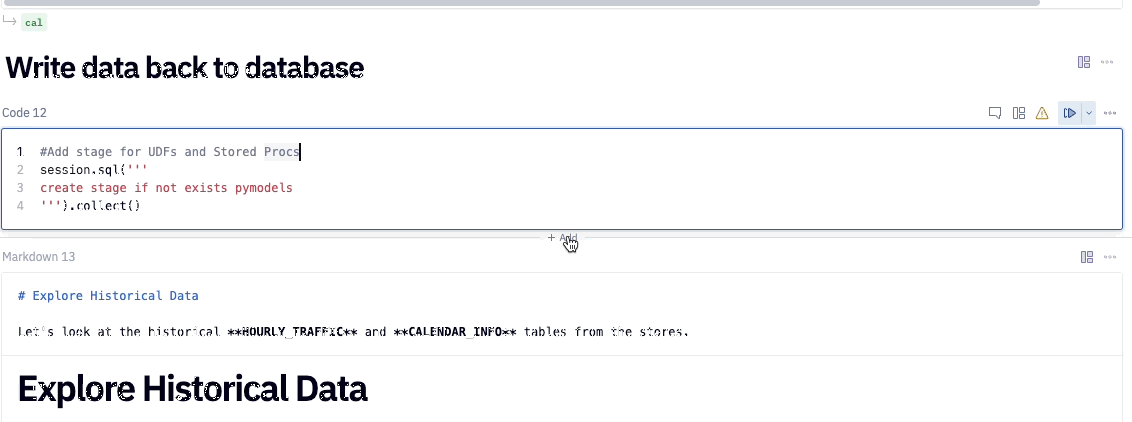 cal
Write data back to database
Code 12
1 #Add stage for UDFs and Stored Procs
2 session.sql('''
3 create stage if not exists pymodels
4 ''').collect()
+ Add
Markdown 13
# Explore Historical Data
Let's look at the historical **HOURLY_TRAFFIC** and **CALENDAR_INFO** tables from the stores.
Explore Historical Data